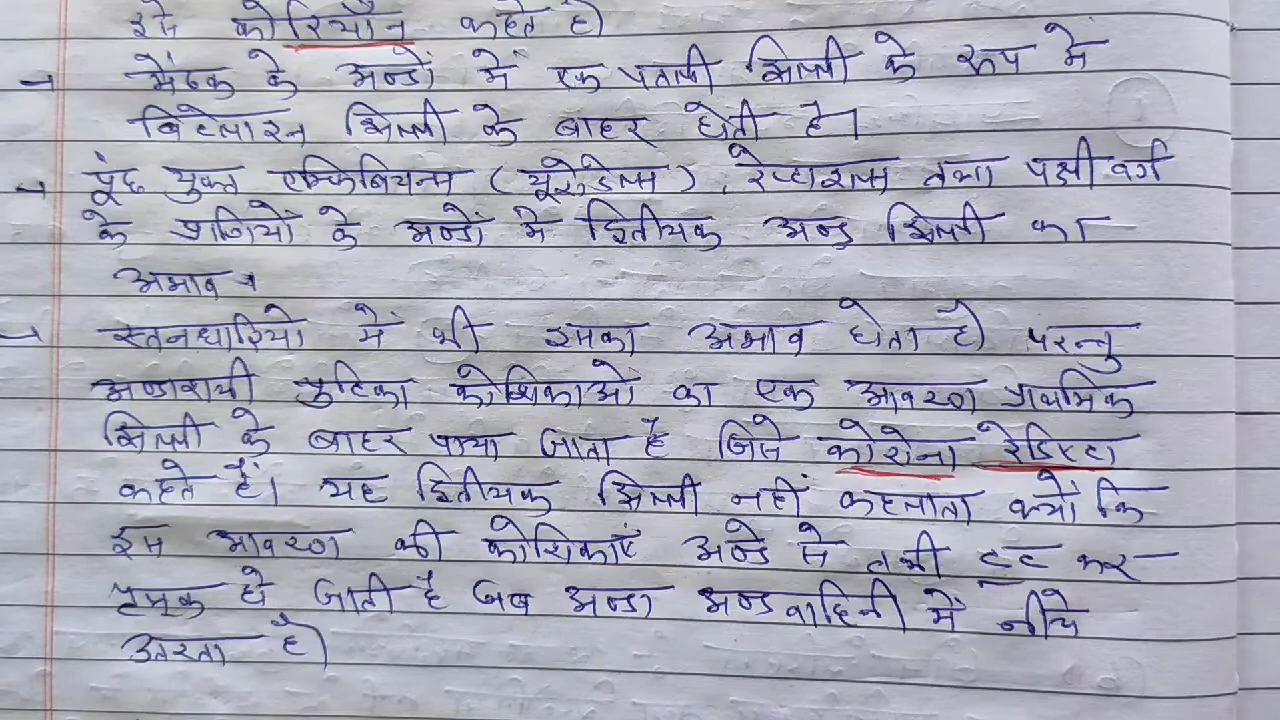 इसे कोरियॉन कहते है।
→ मेंढक के अण्डों में एक पतली झिल्ली के रूप में
विटेलाइन झिल्ली के बाहर होती है।
→ पूंछ युक्त एम्फिबियनस (यूरोडेल्स), रेप्टाइल्स तथा पक्षी वर्ग
के प्राणियों के अण्डों में द्वितीयक अण्ड झिल्ली का
अभाव →
→ स्तनधारियो में भी इसका अभाव होता है। परन्तु
अण्डाशयी पुटिका कोशिकाओं का एक आवरण प्राथमिक
झिल्ली के बाहर पाया जाता है जिसे कोरोना रेडिएटा
कहते हैं। यह द्वितीयक झिल्ली नहीं कहलाता क्यों कि
इस आवरण की कोशिकाएं अण्डे से तभी टूट कर
पृथक हो जाती है जब अण्डा अण्डवाहिनी में नीचे
उतरता है।